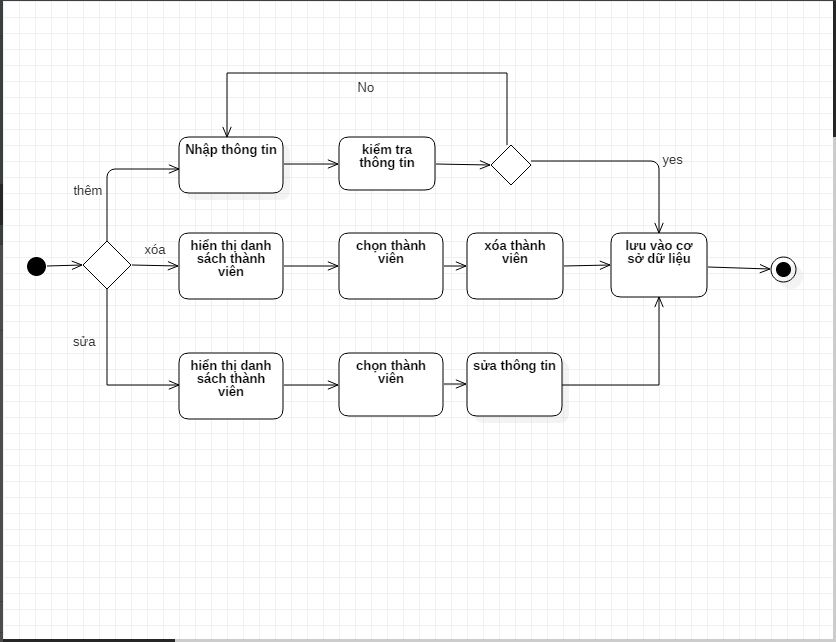 No
Nhập thông tin
kiểm tra
thông tin
yes
thêm
xóa
hiển thị danh
sách thành
viên
chọn thành
viên
xóa thành
viên
lưu vào cơ
sở dữ liệu
sửa
hiển thị danh
sách thành
viên
chọn thành
viên
sửa thông tin